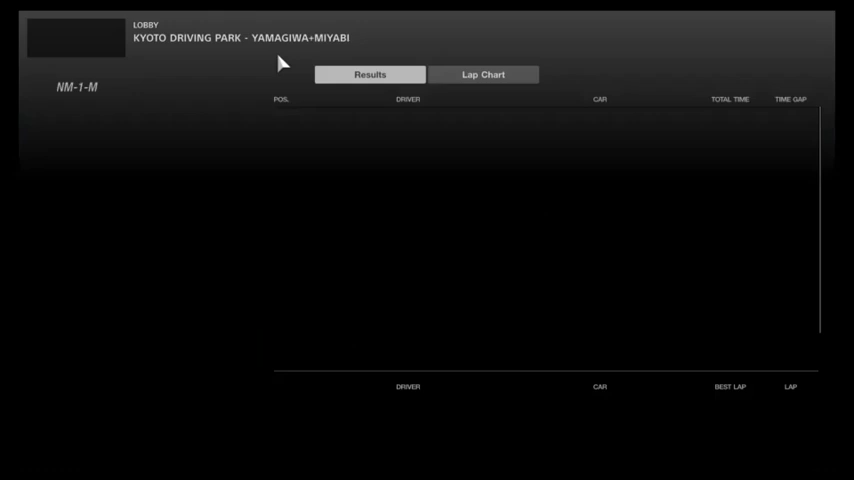 LOBBY
KYOTO DRIVING PARK - YAMAGIWA+MIYABI
Results Lap Chart
NM-1-M
POS. DRIVER CAR TOTAL TIME TIME GAP
DRIVER CAR BEST LAP LAP